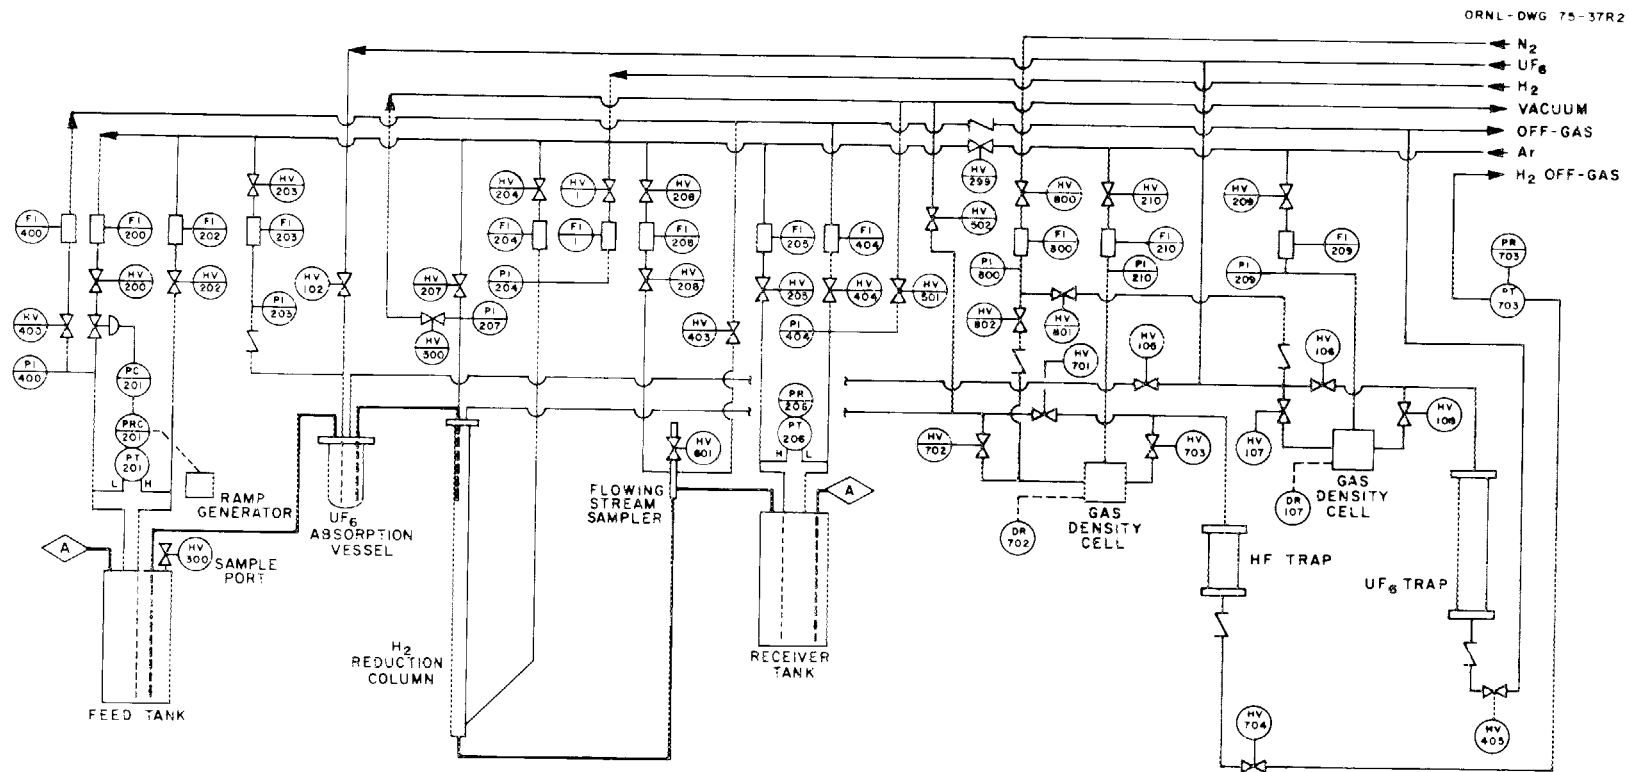 ORNL-DWG 75-37R2
N2
UF6
H2
VACUUM
OFF-GAS
Ar
H2 OFF-GAS
HV
203
HV
204
HV
1
HV
208
HV
299
HV
502
HV
800
HV
210
HV
209
FI
400
FI
200
FI
202
FI
203
FI
204
FI
1
FI
208
FI
205
FI
404
FI
800
FI
210
FI
209
PR
703
PT
703
HV
200
HV
202
HV
102
HV
207
PI
204
HV
208
HV
205
HV
404
HV
501
PI
800
PI
210
PI
209
KV
403
PI
203
PI
207
HV
300
HV
403
PI
404
HV
802
HV
801
PI
400
PC
201
HV
701
HV
105
HV
106
PRC
201
PT
201
L
H
RAMP
GENERATOR
UF6
ABSORPTION
VESSEL
HV
601
FLOWING
STREAM
SAMPLER
PR
206
PT
206
H
L
A
HV
702
HV
703
GAS
DENSITY
CELL
DR
702
HV
107
HV
108
GAS
DENSITY
CELL
DR
107
A
HV
300
SAMPLE
PORT
FEED TANK
H2
REDUCTION
COLUMN
RECEIVER
TANK
HF TRAP
UF6 TRAP
HV
704
HV
405